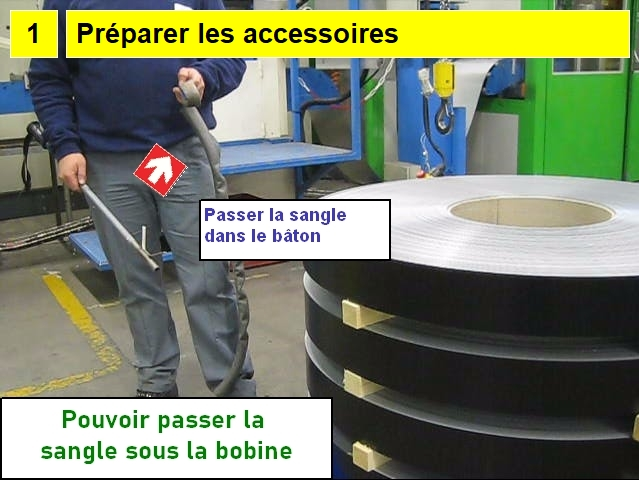 1 Préparer les accessoires
Passer la sangle
dans le bâton
Pouvoir passer la
sangle sous la bobine